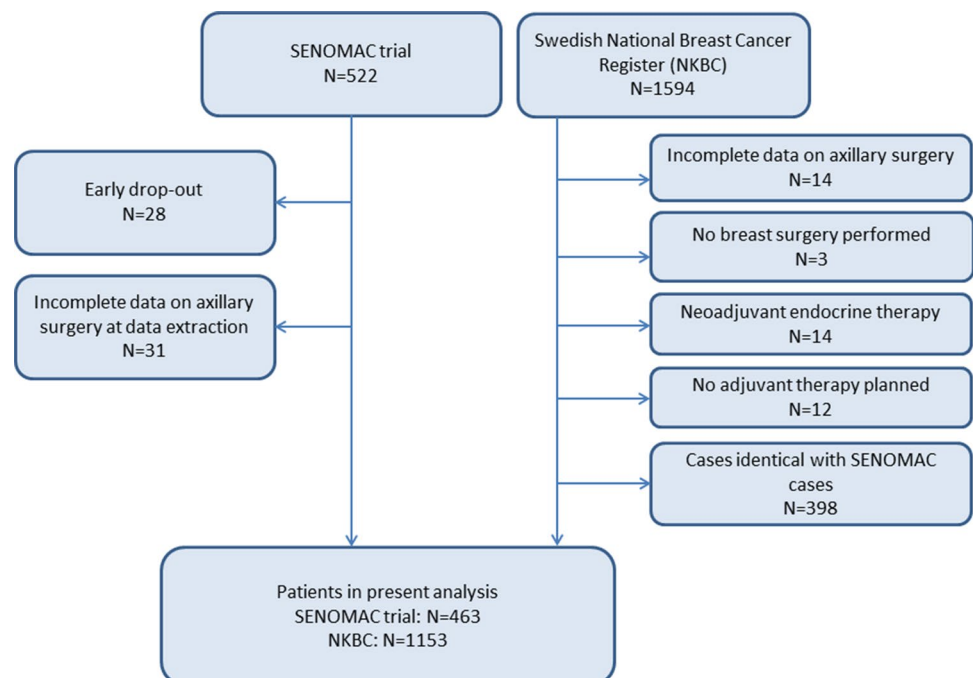 SENOMAC trial
N=522
Swedish National Breast Cancer
Register (NKBC)
N=1594
Early drop-out
N=28
Incomplete data on axillary
surgery at data extraction
N=31
Incomplete data on axillary surgery
N=14
No breast surgery performed
N=3
Neoadjuvant endocrine therapy
N=14
No adjuvant therapy planned
N=12
Cases identical with SENOMAC
cases
N=398
Patients in present analysis
SENOMAC trial: N=463
NKBC: N=1153